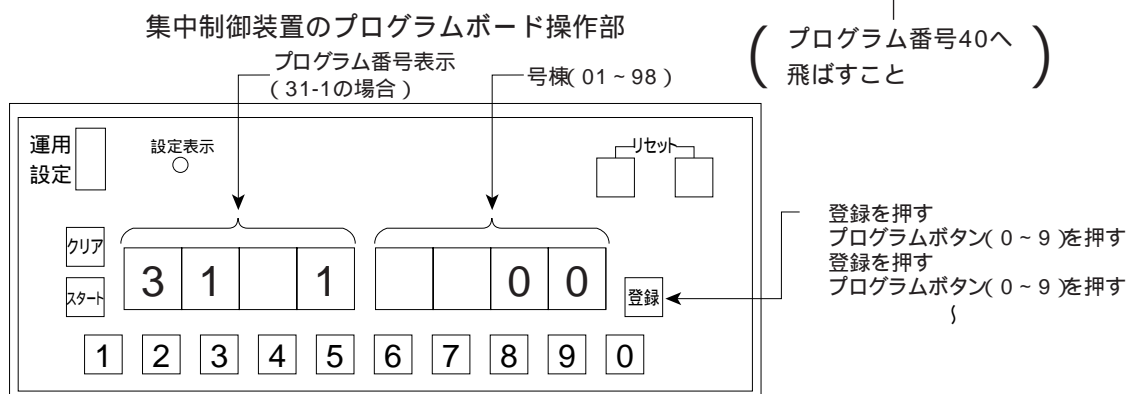 集中制御装置のプログラムボード操作部
プログラム番号40へ
飛ばすこと
プログラム番号表示
(31-1の場合)
号棟(01~98)
運用
設定
設定表示
リセット
クリア
スタート
3 1 1 0 0
登録
登録を押す
プログラムボタン(0~9)を押す
登録を押す
プログラムボタン(0~9)を押す
~
1 2 3 4 5 6 7 8 9 0